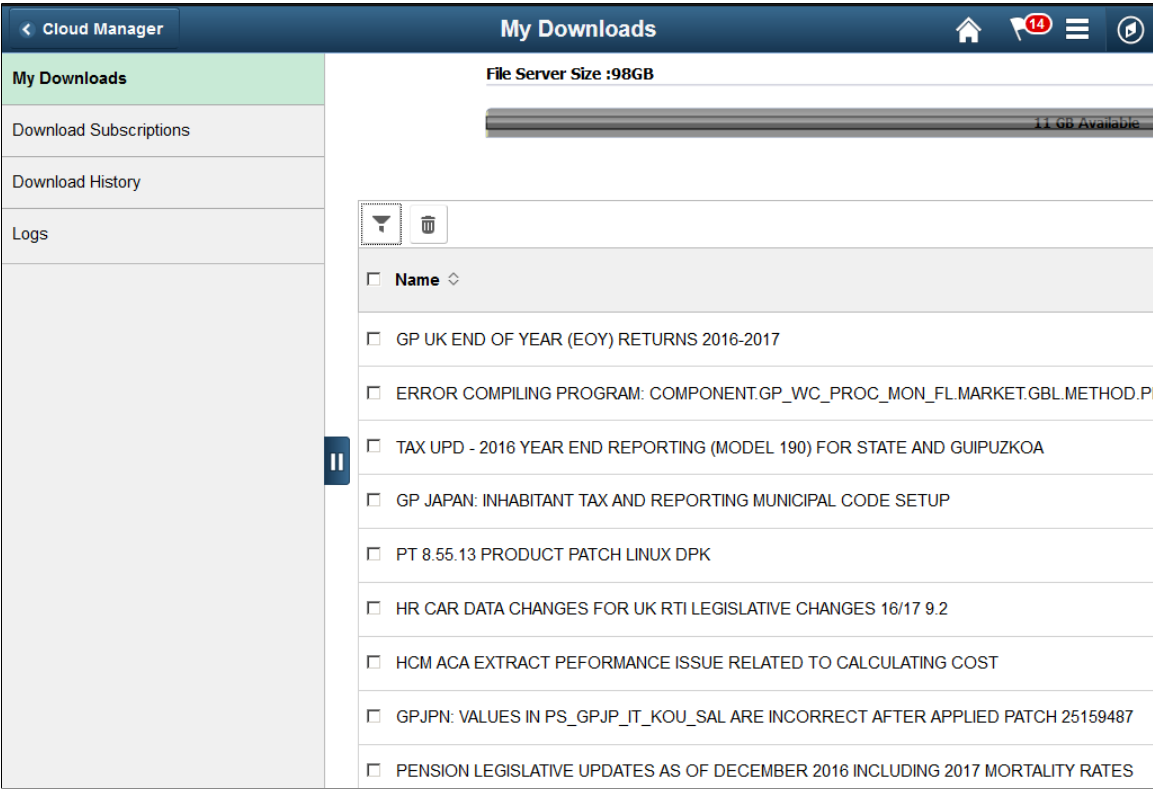 Cloud Manager
My Downloads
14
My Downloads
Download Subscriptions
Download History
Logs
File Server Size :98GB
11 GB Available
Name
GP UK END OF YEAR (EOY) RETURNS 2016-2017
ERROR COMPILING PROGRAM: COMPONENT.GP_WC_PROC_MON_FL.MARKET.GBL.METHOD.
TAX UPD - 2016 YEAR END REPORTING (MODEL 190) FOR STATE AND GUIPUZKOA
GP JAPAN: INHABITANT TAX AND REPORTING MUNICIPAL CODE SETUP
PT 8.55.13 PRODUCT PATCH LINUX DPK
HR CAR DATA CHANGES FOR UK RTI LEGISLATIVE CHANGES 16/17 9.2
HCM ACA EXTRACT PEFORMANCE ISSUE RELATED TO CALCULATING COST
GPJPN: VALUES IN PS_GPJP_IT_KOU_SAL ARE INCORRECT AFTER APPLIED PATCH 25159487
PENSION LEGISLATIVE UPDATES AS OF DECEMBER 2016 INCLUDING 2017 MORTALITY RATES